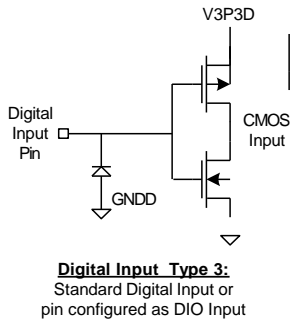 V3P3D
Digital
Input
Pin
CMOS
Input
GNDD
Digital Input Type 3:
Standard Digital Input or
pin configured as DIO Input